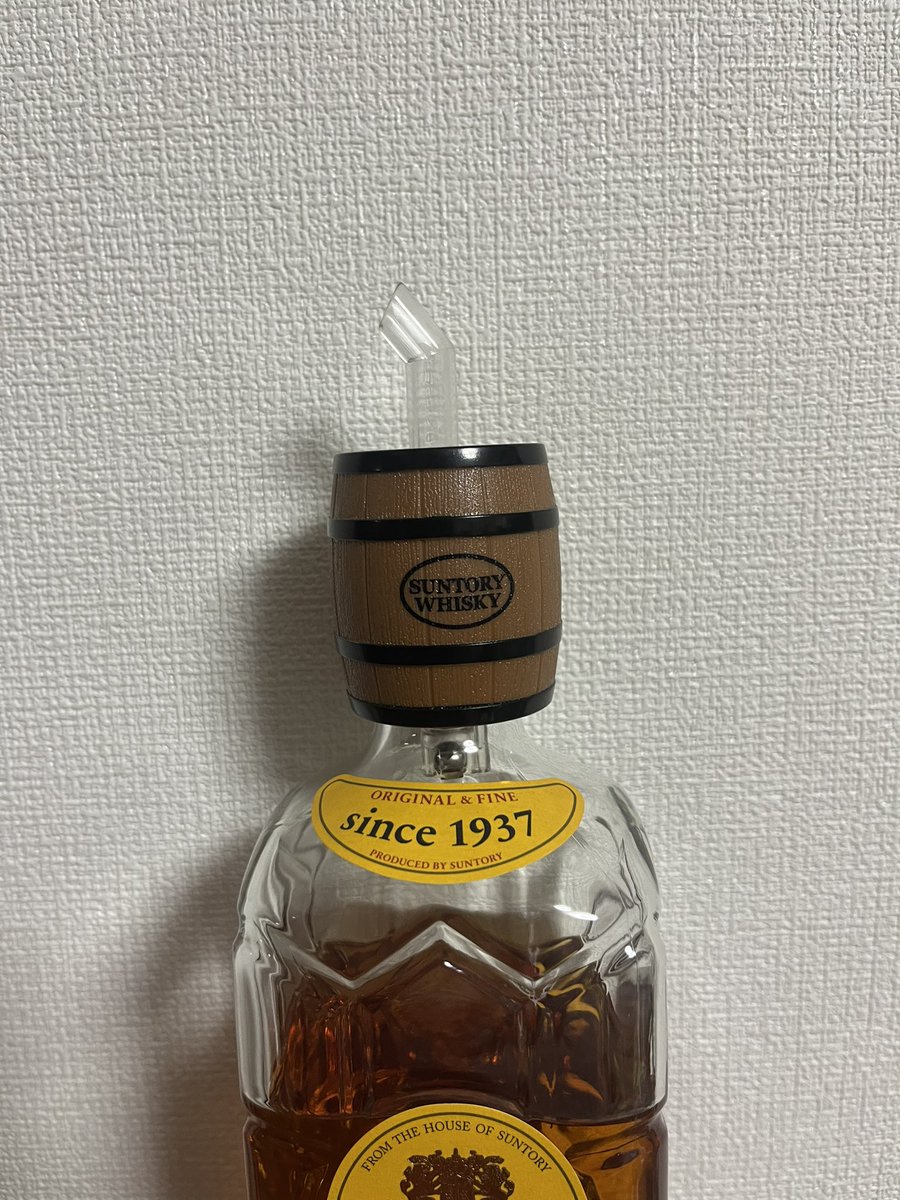 SUNTORY
WHISKY
ORIGINAL & FINE
since 1937
PRODUCED BY SUNTORY
FROM THE HOUSE OF SUNTORY